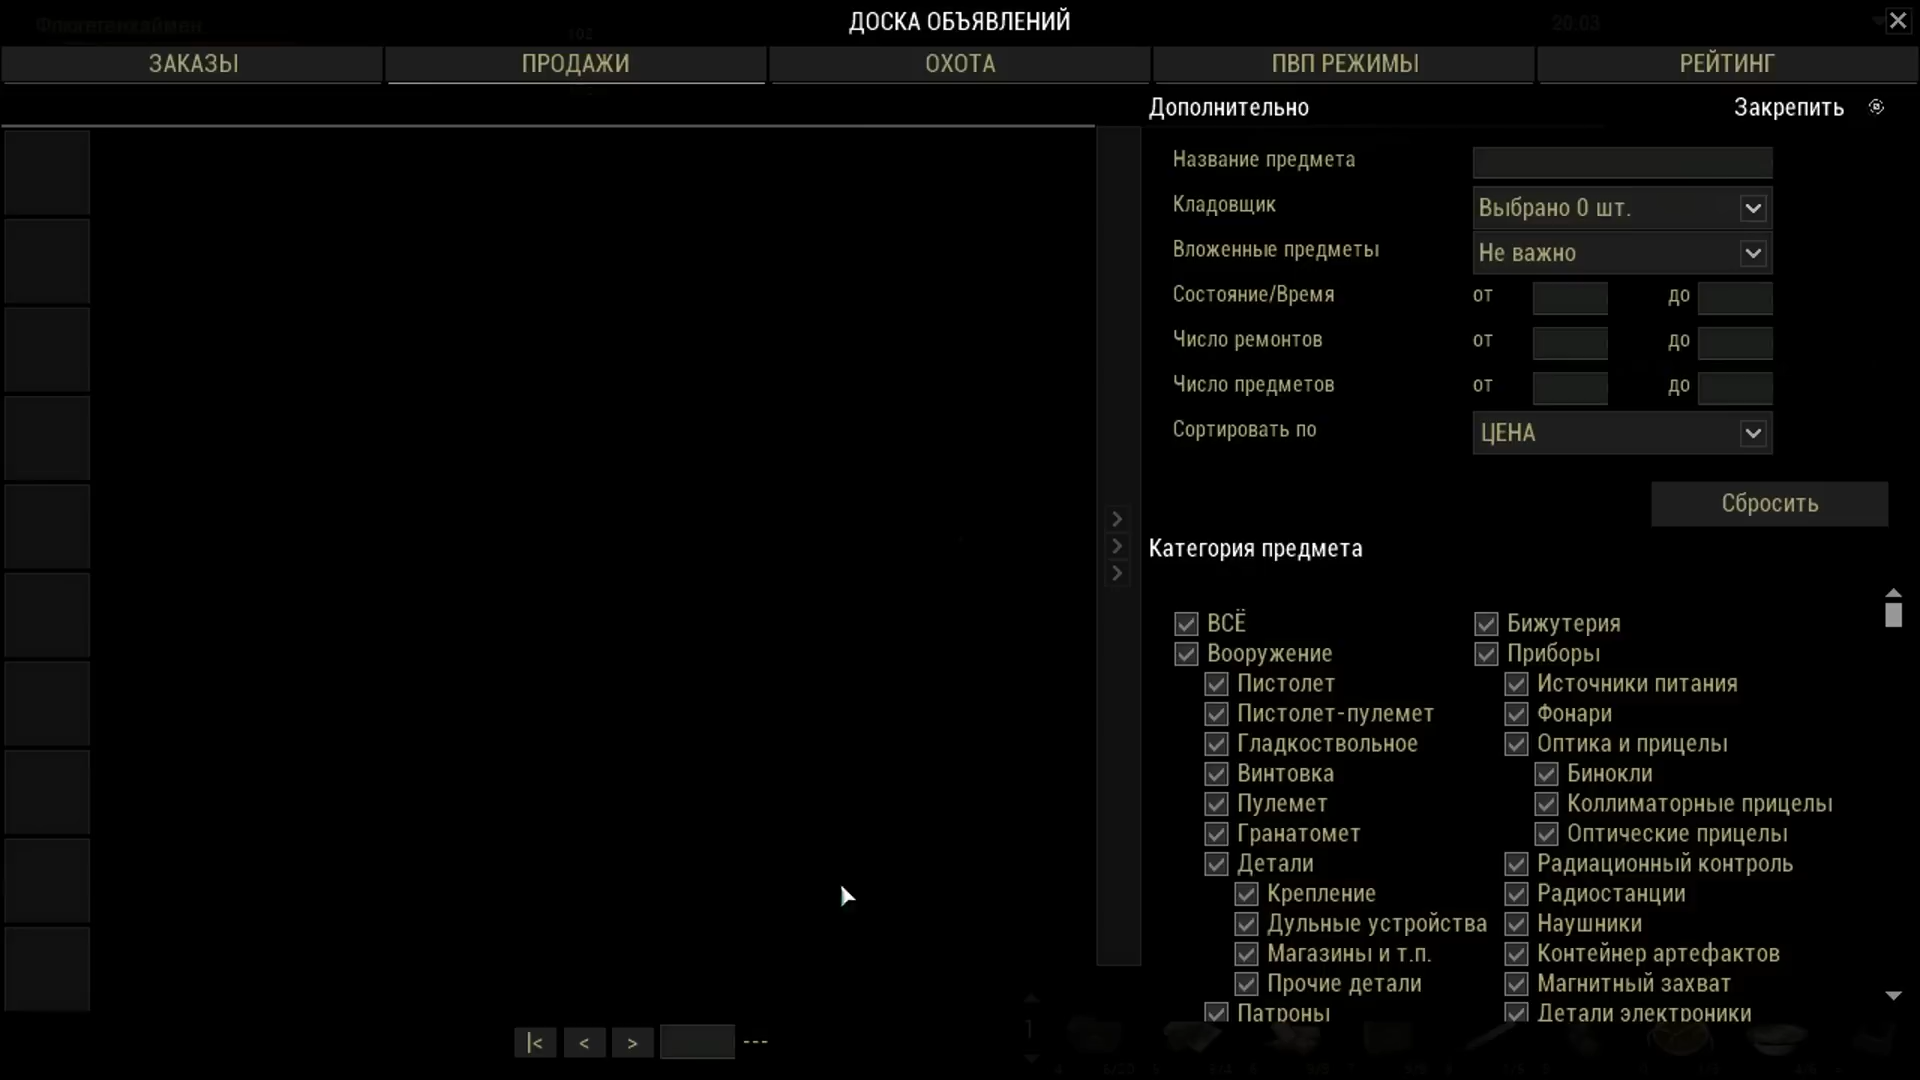 ДОСКА ОБЪЯВЛЕНИЙ
20:03
ЗАКАЗЫ
ПРОДАЖИ
ОХОТА
ПВП РЕЖИМЫ
РЕЙТИНГ
Дополнительно
Закрепить
Название предмета
Кладовщик
Выбрано 0 шт.
Вложенные предметы
Не важно
Состояние/Время
от
до
Число ремонтов
от
до
Число предметов
от
до
Сортировать по
ЦЕНА
Сбросить
Категория предмета
ВСЁ
Вооружение
Пистолет
Пистолет-пулемет
Гладкоствольное
Винтовка
Пулемет
Гранатомет
Детали
Крепление
Дульные устройства
Магазины и т.п.
Прочие детали
Патроны
Бижутерия
Приборы
Источники питания
Фонари
Оптика и прицелы
Бинокли
Коллиматорные прицелы
Оптические прицелы
Радиационный контроль
Радиостанции
Наушники
Контейнер артефактов
Магнитный захват
Детали электроники
|< < > ---